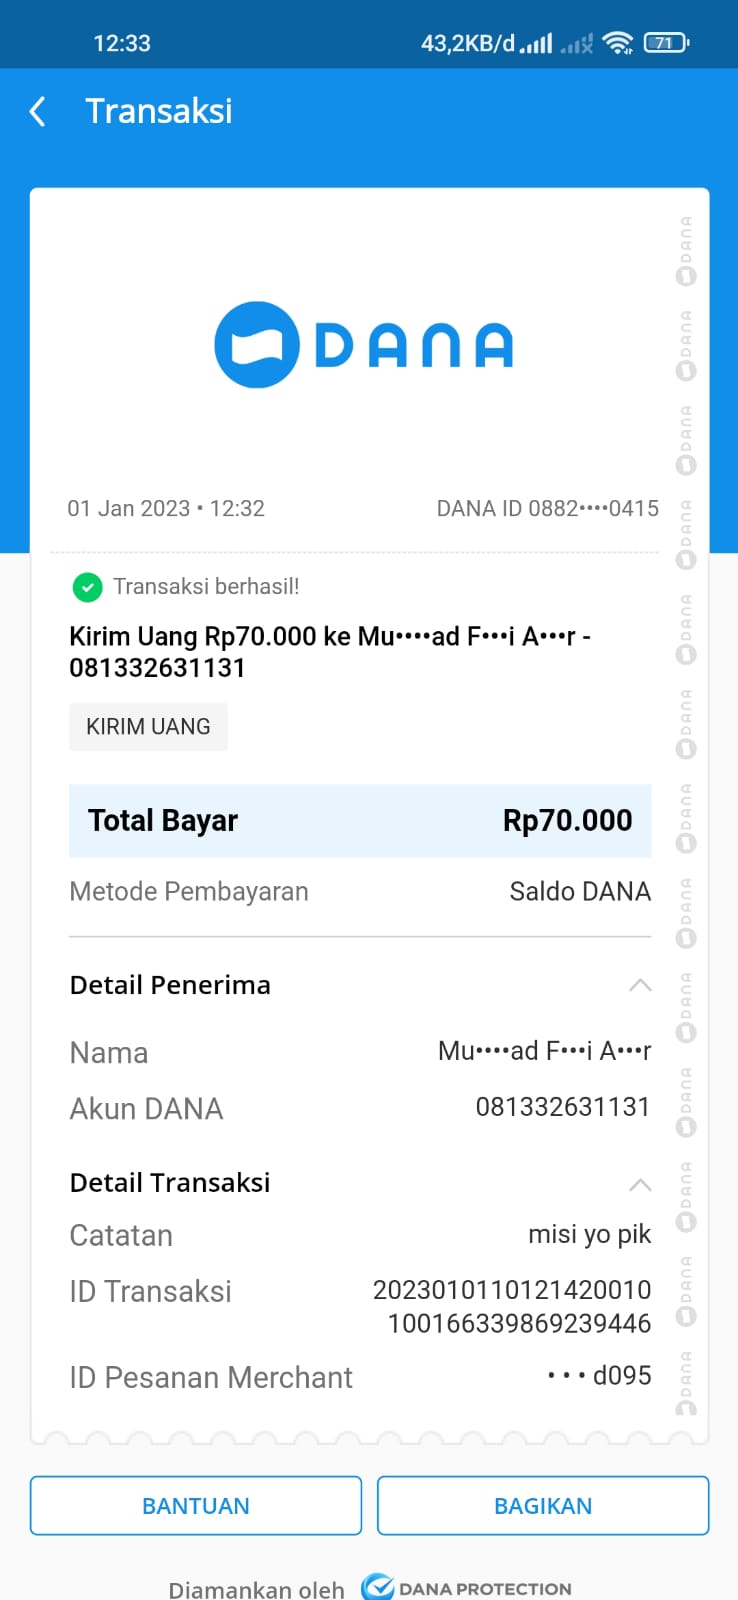 12:33
43,2KB/d
71
Transaksi
DANA
01 Jan 2023 • 12:32
DANA ID 0882••••0415
Transaksi berhasil!
Kirim Uang Rp70.000 ke Mu••••ad F•••i A•••r -
081332631131
KIRIM UANG
Total Bayar
Rp70.000
Metode Pembayaran
Saldo DANA
Detail Penerima
Nama
Mu••••ad F•••i A•••r
Akun DANA
081332631131
Detail Transaksi
Catatan
misi yo pik
ID Transaksi
2023010110121420010
100166339869239446
ID Pesanan Merchant
• • • d095
DANA
DANA
DANA
DANA
DANA
DANA
DANA
DANA
DANA
DANA
DANA
DANA
DANA
BANTUAN
BAGIKAN
Diamankan oleh
DANA PROTECTION